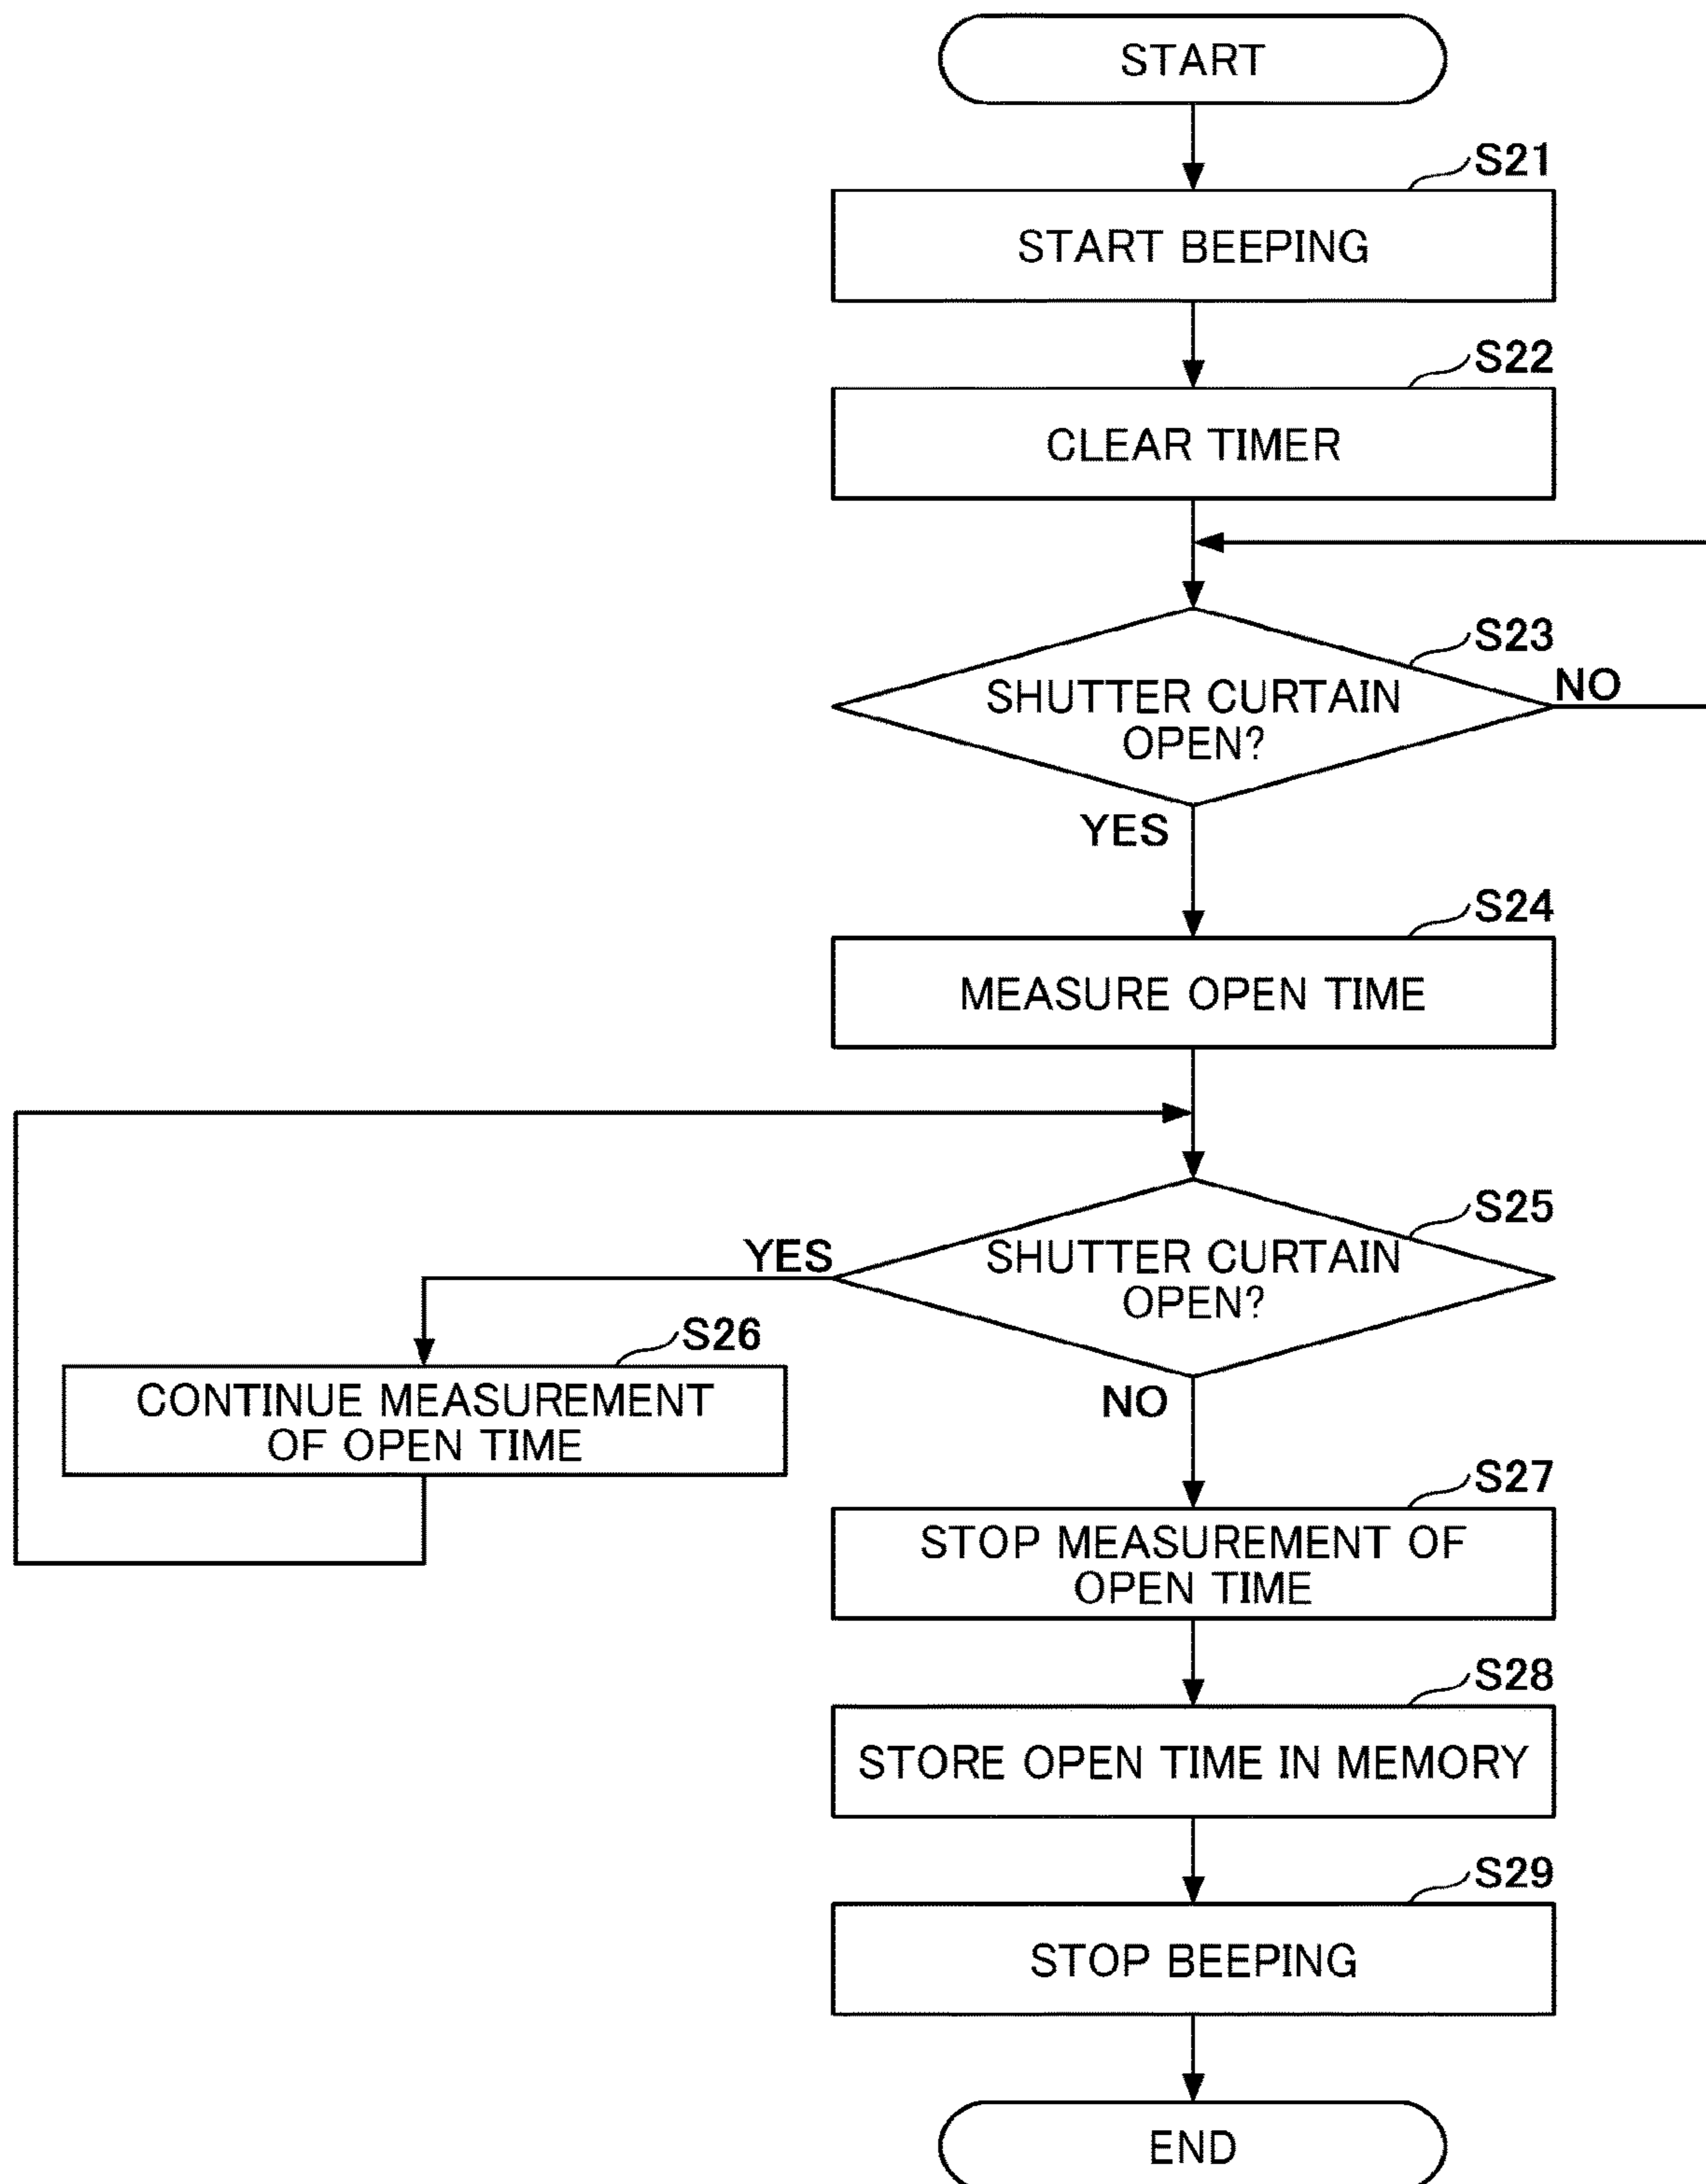 START
S21
START BEEPING
S22
CLEAR TIMER
S23
SHUTTER CURTAIN
OPEN?
NO
YES
S24
MEASURE OPEN TIME
S25
SHUTTER CURTAIN
OPEN?
YES
S26
CONTINUE MEASUREMENT
OF OPEN TIME
NO
S27
STOP MEASUREMENT OF
OPEN TIME
S28
STORE OPEN TIME IN MEMORY
S29
STOP BEEPING
END